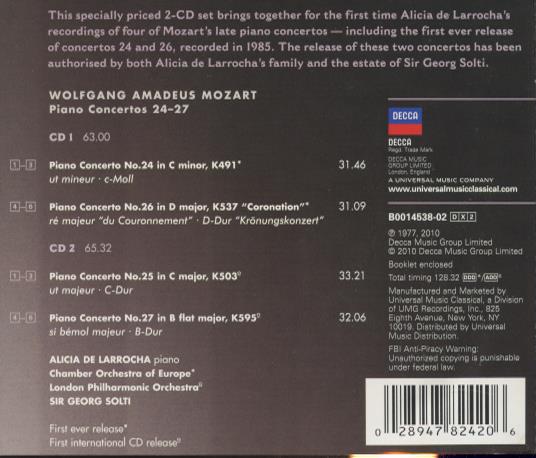 This specially priced 2-CD set brings together for the first time Alicia de Larrocha's
recordings of four of Mozart's late piano concertos — including the first ever release
of concertos 24 and 26, recorded in 1985. The release of these two concertos has been
authorised by both Alicia de Larrocha's family and the estate of Sir Georg Solti.
WOLFGANG AMADEUS MOZART
Piano Concertos 24–27
CD 1 63.00
1–3 Piano Concerto No.24 in C minor, K491* 31.46
ut mineur · c-Moll
4–6 Piano Concerto No.26 in D major, K537 "Coronation"* 31.09
ré majeur "du Couronnement" · D-Dur "Krönungskonzert"
CD 2 65.32
1–3 Piano Concerto No.25 in C major, K503º 33.21
ut majeur · C-Dur
4–6 Piano Concerto No.27 in B flat major, K595º 32.06
si bémol majeur · B-Dur
ALICIA DE LARROCHA piano
Chamber Orchestra of Europe*
London Philharmonic Orchestraº
SIR GEORG SOLTI
First ever release*
First international CD releaseº
DECCA
DECCA
Regd. Trade Mark
DECCA MUSIC
GROUP LIMITED
London, England
A UNIVERSAL MUSIC COMPANY
www.universalmusicclassical.com
B0014538-02 DX2
℗ 1977, 2010
Decca Music Group Limited
© 2010 Decca Music Group Limited
Booklet enclosed
Total timing 128.32 DDD*/ADDº
Manufactured and Marketed by
Universal Music Classical, a Division
of UMG Recordings, Inc., 825
Eighth Avenue, New York, NY
10019. Distributed by Universal
Music Distribution.
FBI Anti-Piracy Warning:
Unauthorized copying is punishable
under federal law.
0 28947 82420 6